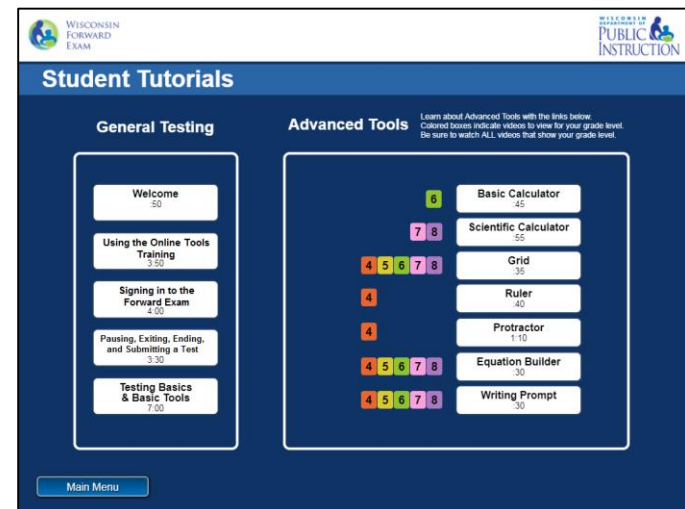 WISCONSIN
FORWARD
EXAM
WISCONSIN
DEPARTMENT OF
PUBLIC
INSTRUCTION
Student Tutorials
General Testing
Welcome
:50
Using the Online Tools
Training
3:50
Signing in to the
Forward Exam
4:00
Pausing, Exiting, Ending,
and Submitting a Test
3:30
Testing Basics
& Basic Tools
7:00
Advanced Tools
Learn about Advanced Tools with the links below.
Colored boxes indicate videos to view for your grade level.
Be sure to watch ALL videos that show your grade level.
6 Basic Calculator
:45
7 8 Scientific Calculator
:55
4 5 6 7 8 Grid
:35
4 Ruler
:40
4 Protractor
1:10
4 5 6 7 8 Equation Builder
:30
4 5 6 7 8 Writing Prompt
:30
Main Menu